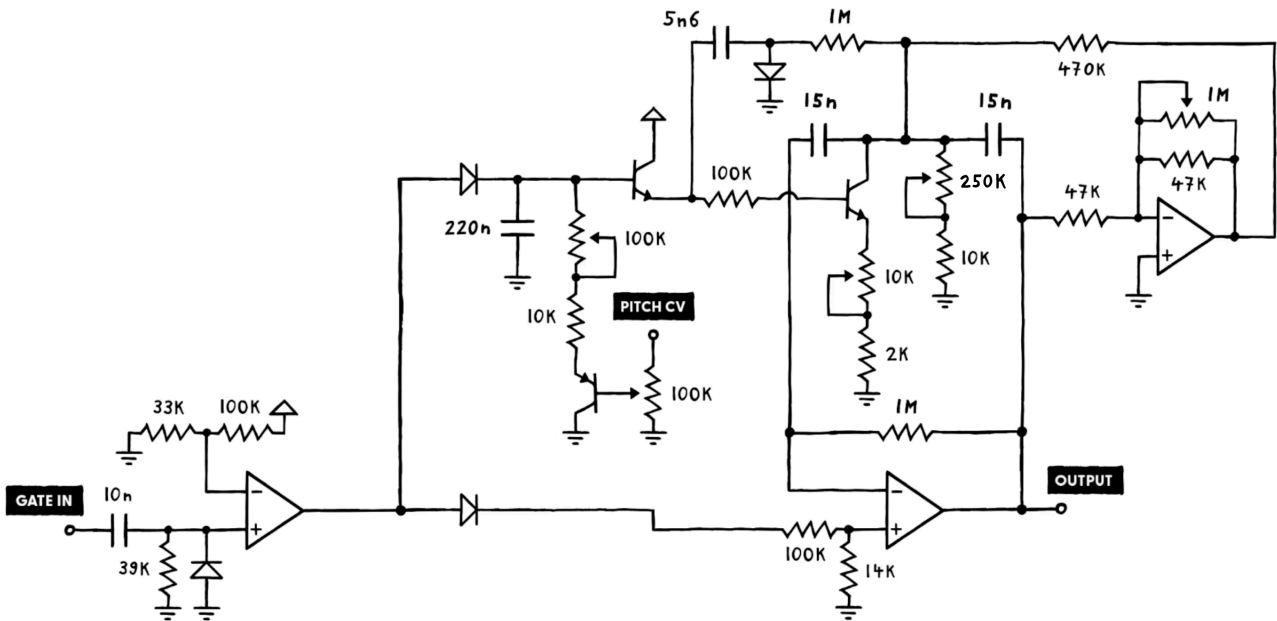 5n6
1M
470K
1M
15n
15n
47K
100K
250K
47K
220n
100K
10K
10K
PITCH CV
10K
2K
100K
33K
100K
1M
GATE IN
10n
-
+
39K
-
+
-
+
100K
14K
OUTPUT